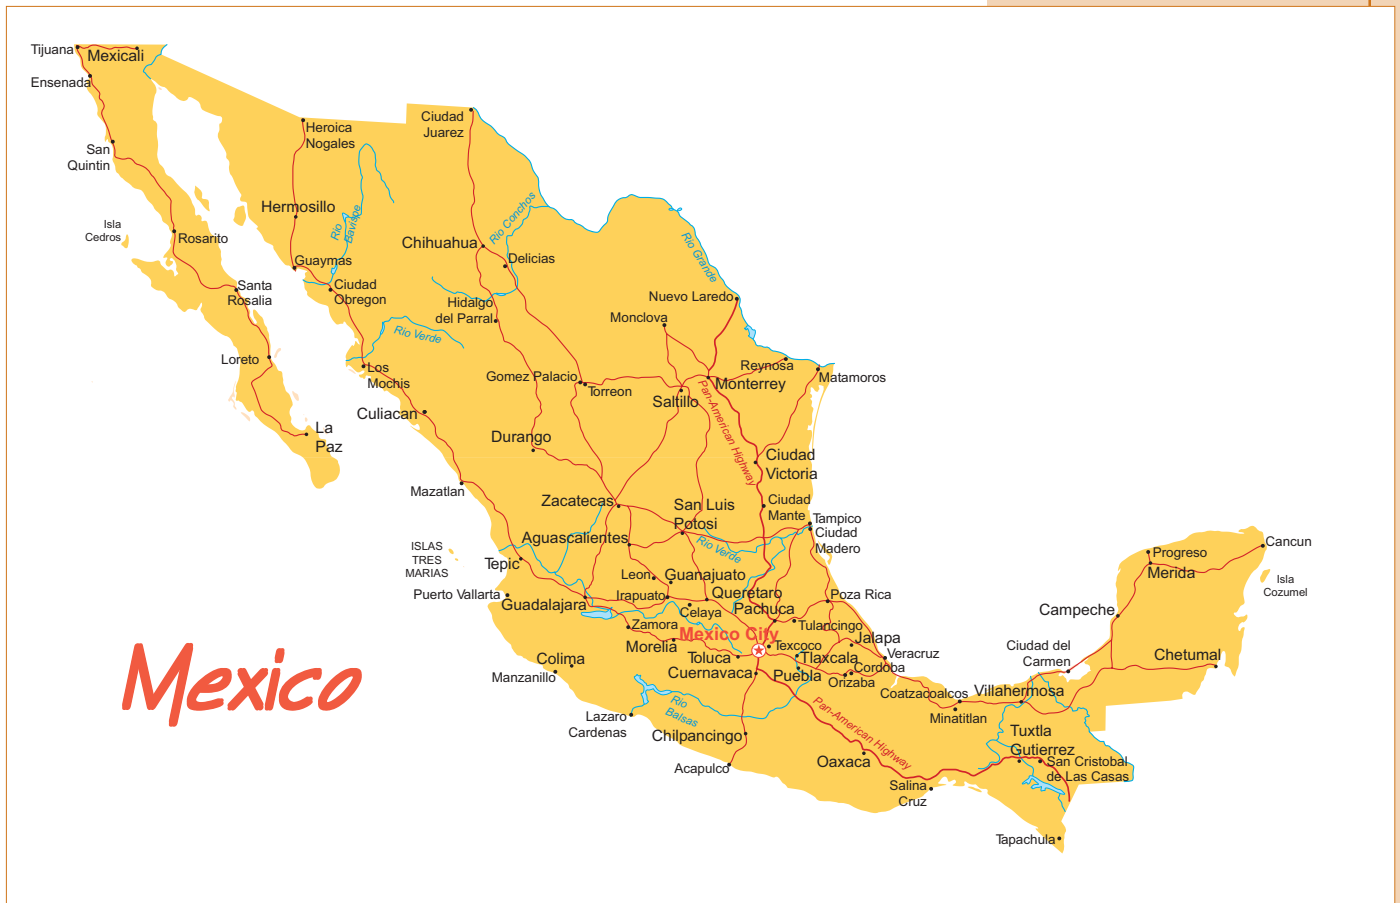 Tijuana
Mexicali
Ensenada
San
Quintin
Heroica
Nogales
Ciudad
Juarez
Isla
Cedros
Rosarito
Hermosillo
Rio
Bavispe
Chihuahua
Rio Conchos
Rio Grande
Guaymas
Delicias
Santa
Rosalia
Ciudad
Obregon
Hidalgo
del Parral
Nuevo Laredo
Monclova
Rio Verde
Loreto
Los
Mochis
Gomez Palacio
Torreon
Saltillo
Monterrey
Reynosa
Matamoros
Pan-American Highway
Culiacan
La
Paz
Durango
Ciudad
Victoria
Mazatlan
Zacatecas
San Luis
Potosi
Ciudad
Mante
Tampico
Ciudad
Madero
Aguascalientes
Rio Verde
ISLAS
TRES
MARIAS
Tepic
Leon
Guanajuato
Puerto Vallarta
Guadalajara
Irapuato
Queretaro
Celaya
Pachuca
Poza Rica
Zamora
Mexico City
Tulancingo
Morelia
Toluca
Texcoco
Tlaxcala
Jalapa
Veracruz
Colima
Manzanillo
Cuernavaca
Puebla
Cordoba
Orizaba
Progreso
Merida
Cancun
Isla
Cozumel
Campeche
Ciudad del
Carmen
Chetumal
Coatzacoalcos
Villahermosa
Minatitlan
Mexico
Rio
Balsas
Lazaro
Cardenas
Chilpancingo
Pan-American Highway
Acapulco
Oaxaca
Tuxtla
Gutierrez
San Cristobal
de Las Casas
Salina
Cruz
Tapachula